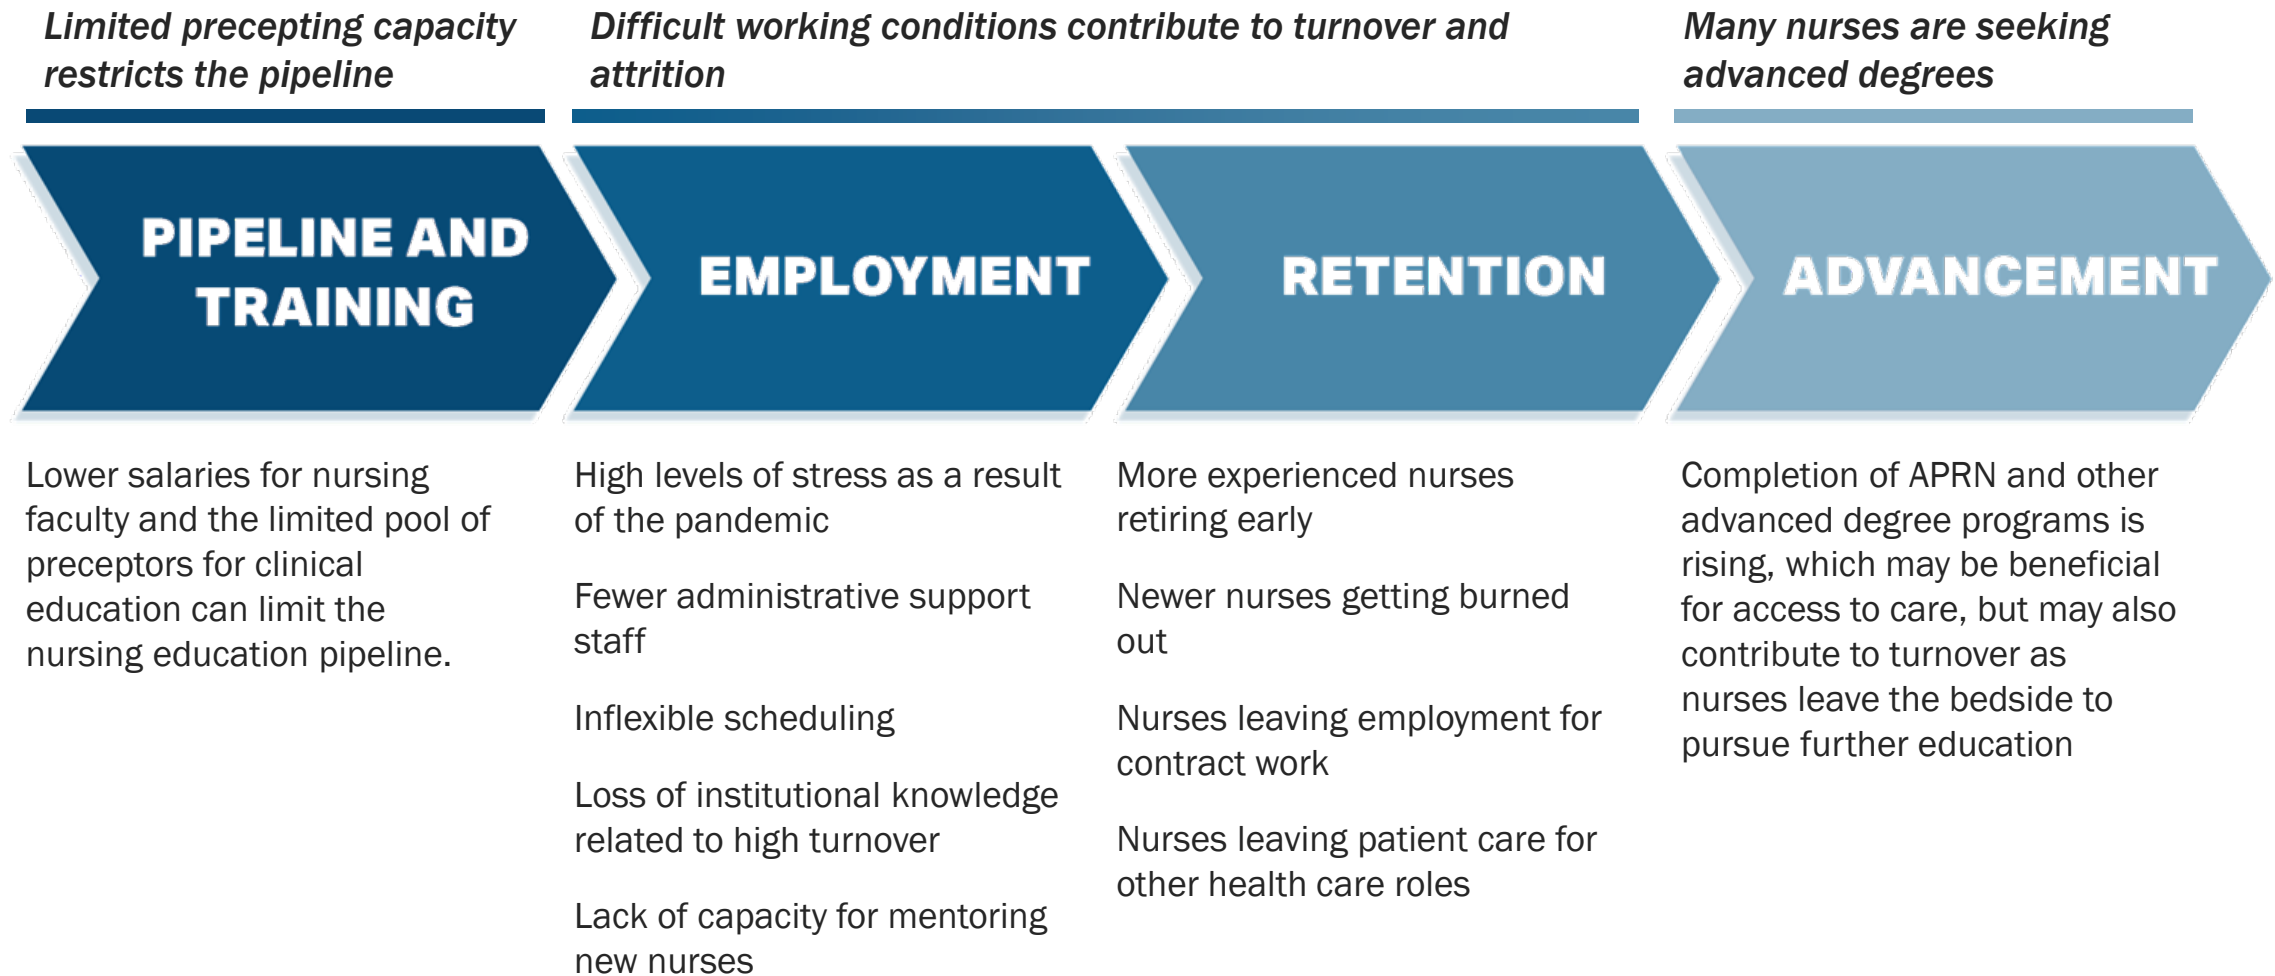 Limited precepting capacity
restricts the pipeline
Difficult working conditions contribute to turnover and
attrition
Many nurses are seeking
advanced degrees
PIPELINE AND
TRAINING
EMPLOYMENT
RETENTION
ADVANCEMENT
Lower salaries for nursing
faculty and the limited pool of
preceptors for clinical
education can limit the
nursing education pipeline.
High levels of stress as a result
of the pandemic
Fewer administrative support
staff
Inflexible scheduling
Loss of institutional knowledge
related to high turnover
Lack of capacity for mentoring
new nurses
More experienced nurses
retiring early
Newer nurses getting burned
out
Nurses leaving employment for
contract work
Nurses leaving patient care for
other health care roles
Completion of APRN and other
advanced degree programs is
rising, which may be beneficial
for access to care, but may also
contribute to turnover as
nurses leave the bedside to
pursue further education